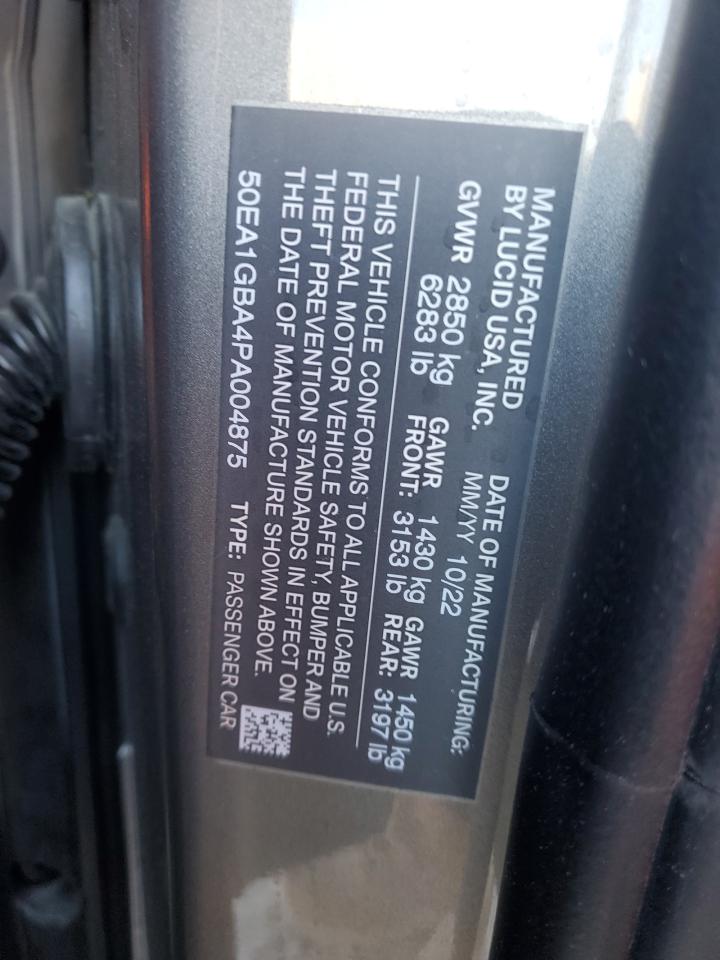 MANUFACTURED
BY LUCID USA, INC.
DATE OF MANUFACTURING:
MM/YY 10/22
GVWR 2850 kg
6283 lb
GAWR
FRONT:
1430 kg
3153 lb
GAWR
REAR:
1450 kg
3197 lb
THIS VEHICLE CONFORMS TO ALL APPLICABLE U.S.
FEDERAL MOTOR VEHICLE SAFETY, BUMPER AND
THEFT PREVENTION STANDARDS IN EFFECT ON
THE DATE OF MANUFACTURE SHOWN ABOVE.
50EA1GBA4PA004875 TYPE: PASSENGER CAR